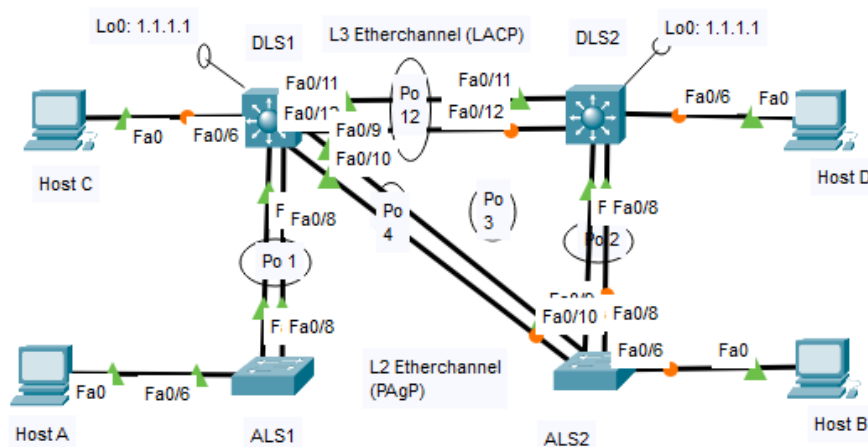 Lo0: 1.1.1.1
DLS1
L3 Etherchannel (LACP)
DLS2
Lo0: 1.1.1.1
Fa0/11
Fa0/11
Po
12
Fa0/12
Fa0/6
Fa0
Fa0
Fa0/6
Fa0/9
Fa0/10
Host C
Host D
Po
4
Po
3
Fa0/8
Fa0/8
Po 1
Po 2
Fa0/10
Fa0/8
Fa0/8
L2 Etherchannel
(PAgP)
Fa0/6
Fa0
Fa0
Fa0/6
Host A
ALS1
ALS2
Host B